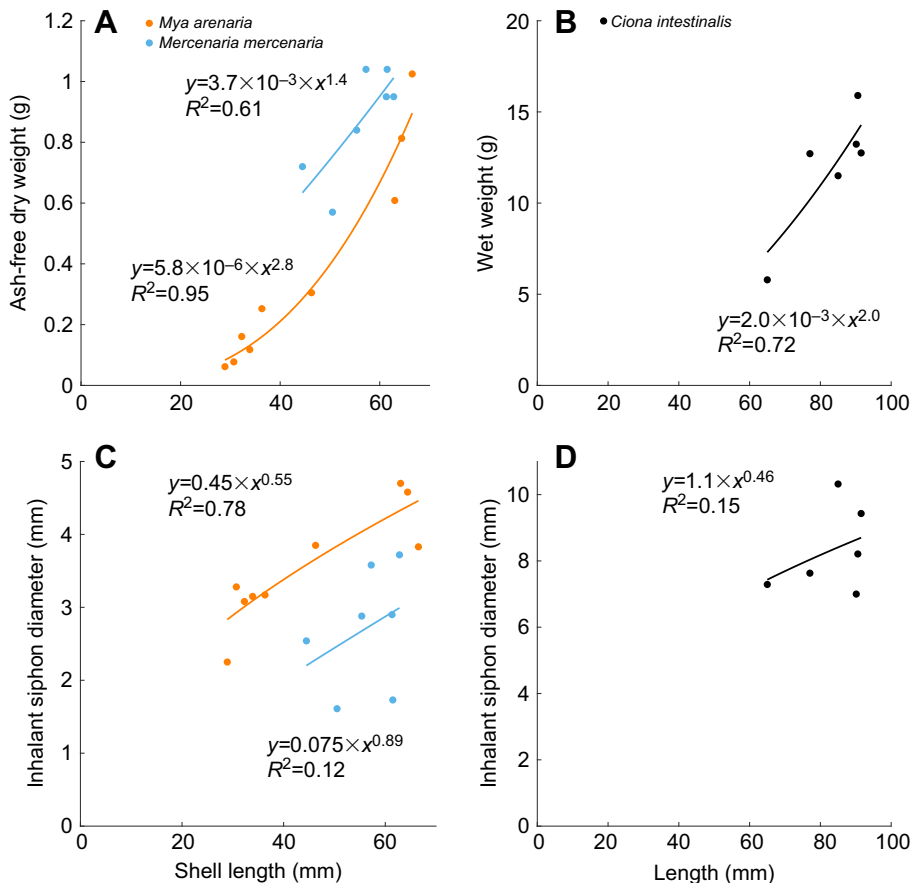 A
Mya arenaria
Mercenaria mercenaria
y=3.7×10⁻³×x¹·⁴
R²=0.61
y=5.8×10⁻⁶×x²·⁸
R²=0.95
Ash-free dry weight (g)
1.2
1
0.8
0.6
0.4
0.2
0
0
20
40
60
B
Ciona intestinalis
y=2.0×10⁻³×x²·⁰
R²=0.72
Wet weight (g)
20
15
10
5
0
0
20
40
60
80
100
C
y=0.45×x⁰·⁵⁵
R²=0.78
y=0.075×x⁰·⁸⁹
R²=0.12
Inhalant siphon diameter (mm)
5
4
3
2
1
0
0
20
40
60
Shell length (mm)
D
y=1.1×x⁰·⁴⁶
R²=0.15
Inhalant siphon diameter (mm)
10
8
6
4
2
0
0
20
40
60
80
100
Length (mm)